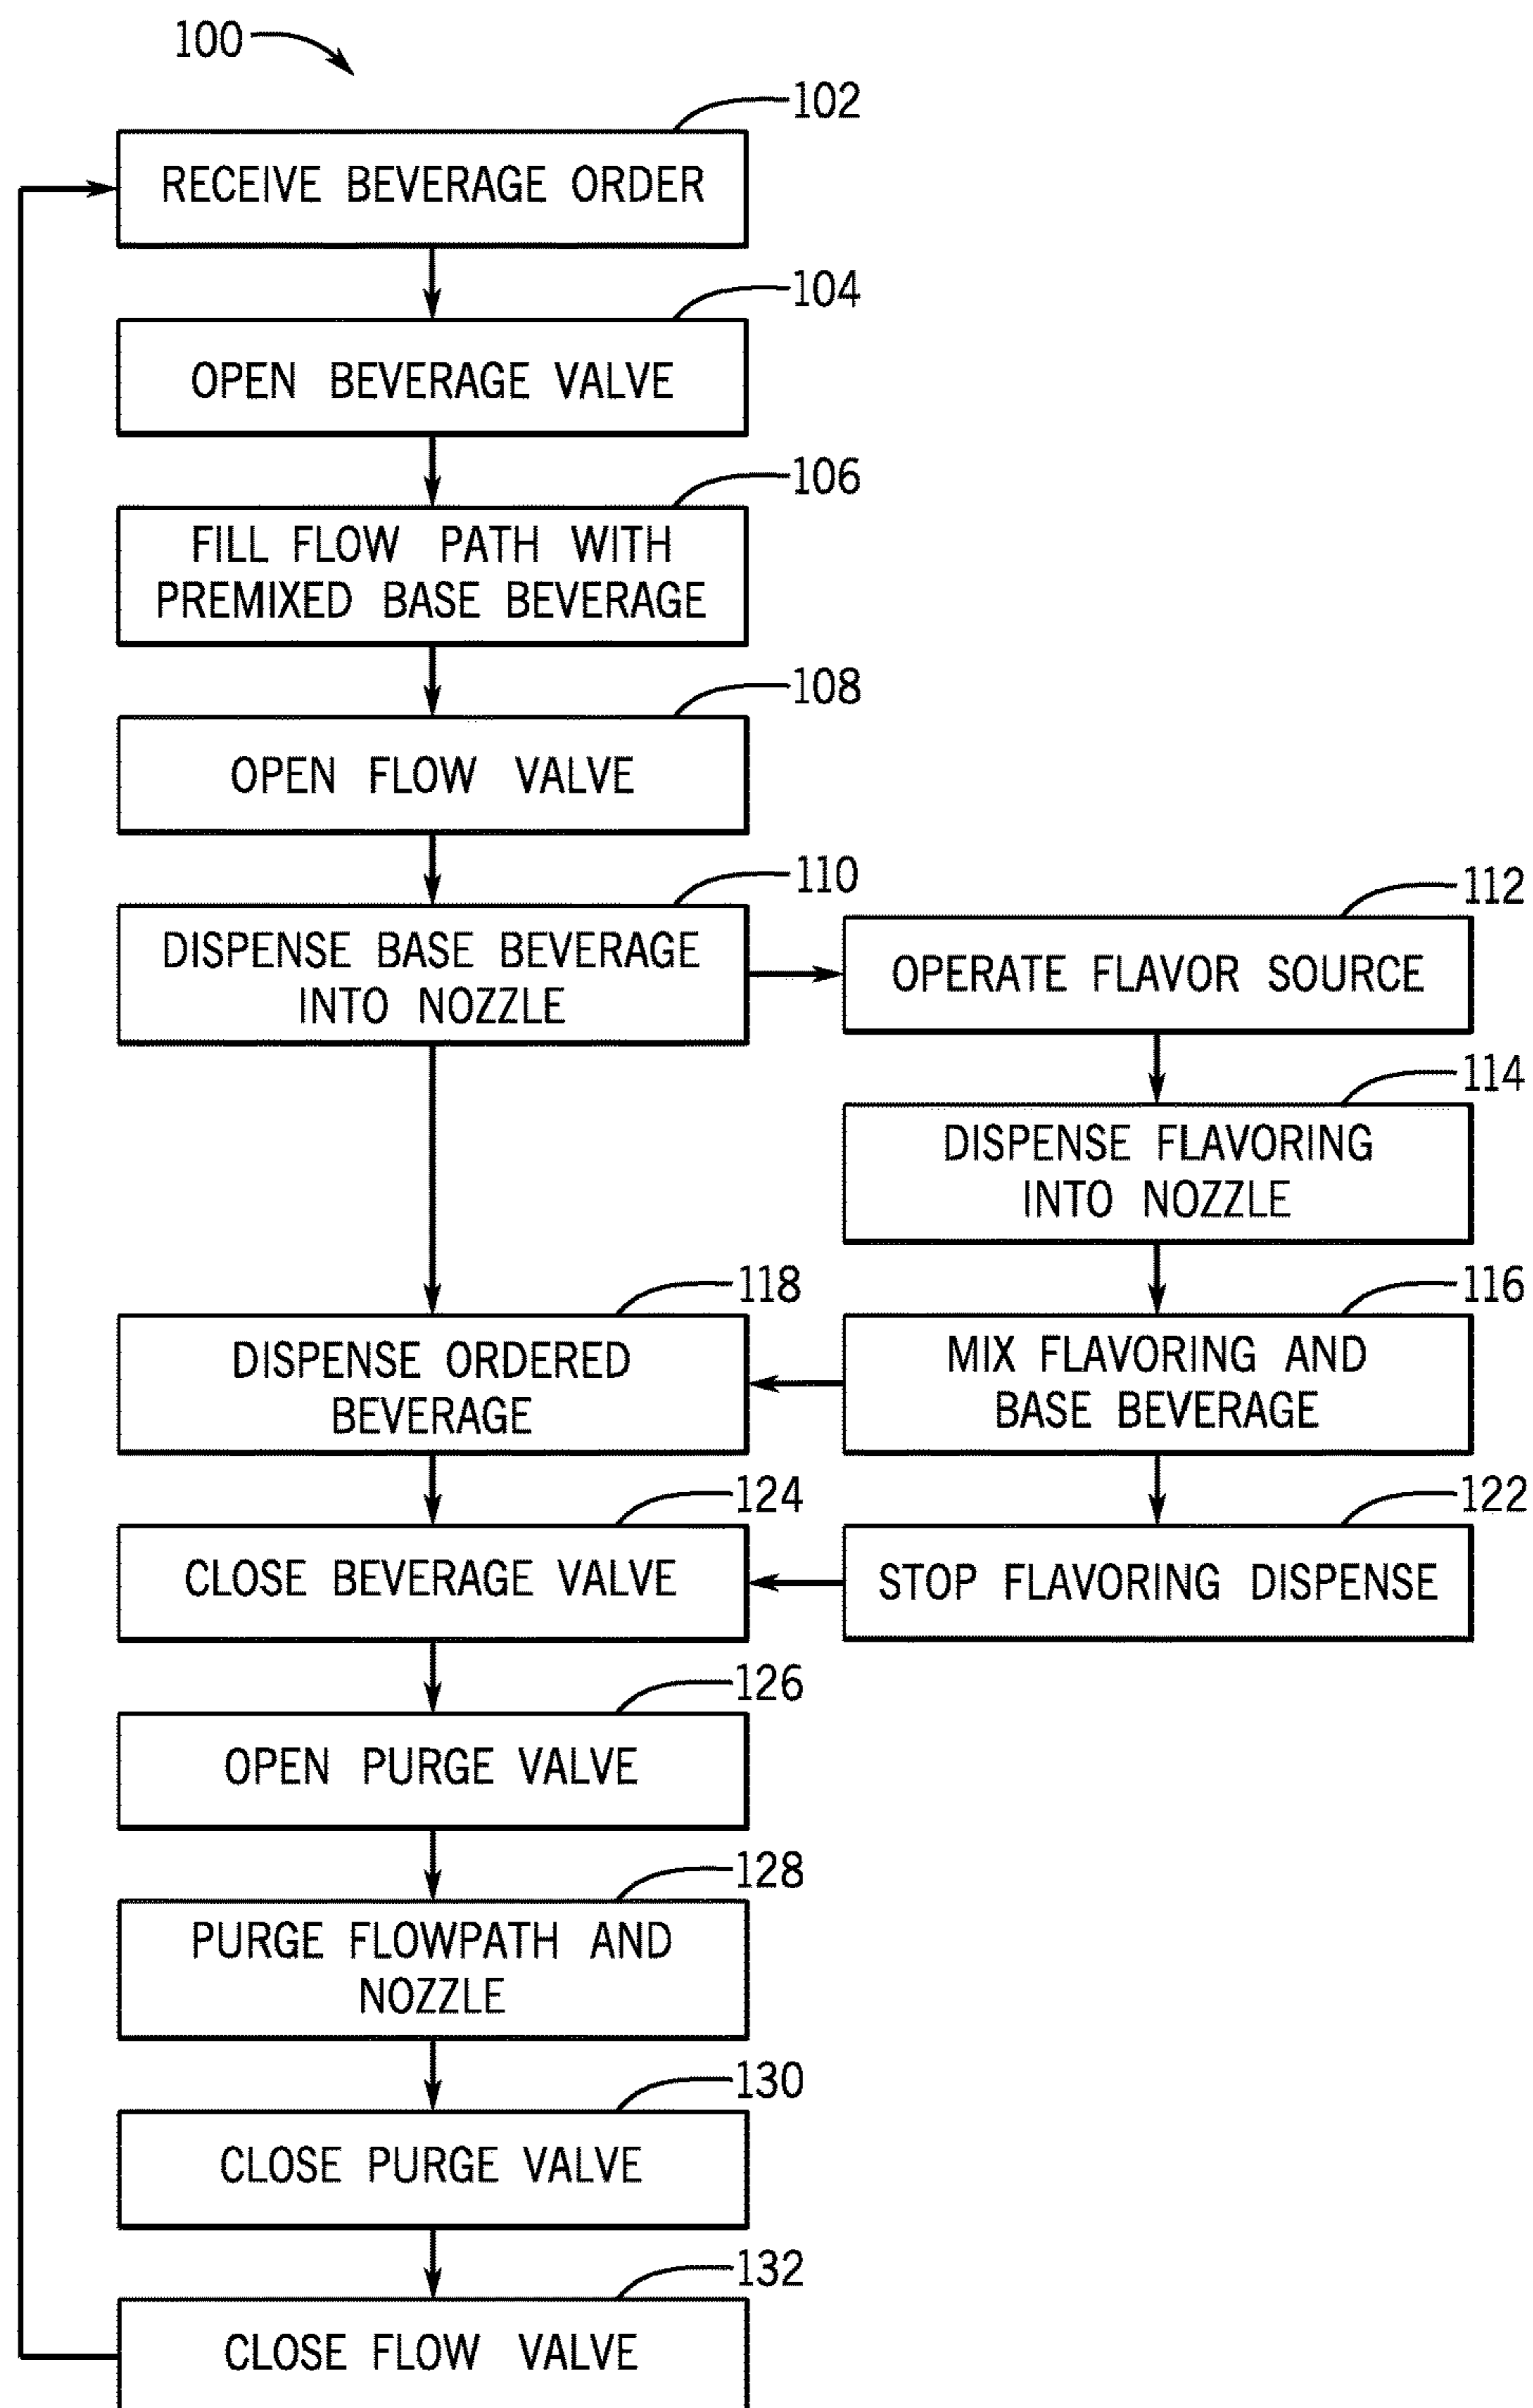 100
102
RECEIVE BEVERAGE ORDER
104
OPEN BEVERAGE VALVE
106
FILL FLOW PATH WITH
PREMIXED BASE BEVERAGE
108
OPEN FLOW VALVE
110
DISPENSE BASE BEVERAGE
INTO NOZZLE
112
OPERATE FLAVOR SOURCE
114
DISPENSE FLAVORING
INTO NOZZLE
116
MIX FLAVORING AND
BASE BEVERAGE
118
DISPENSE ORDERED
BEVERAGE
122
STOP FLAVORING DISPENSE
124
CLOSE BEVERAGE VALVE
126
OPEN PURGE VALVE
128
PURGE FLOWPATH AND
NOZZLE
130
CLOSE PURGE VALVE
132
CLOSE FLOW VALVE